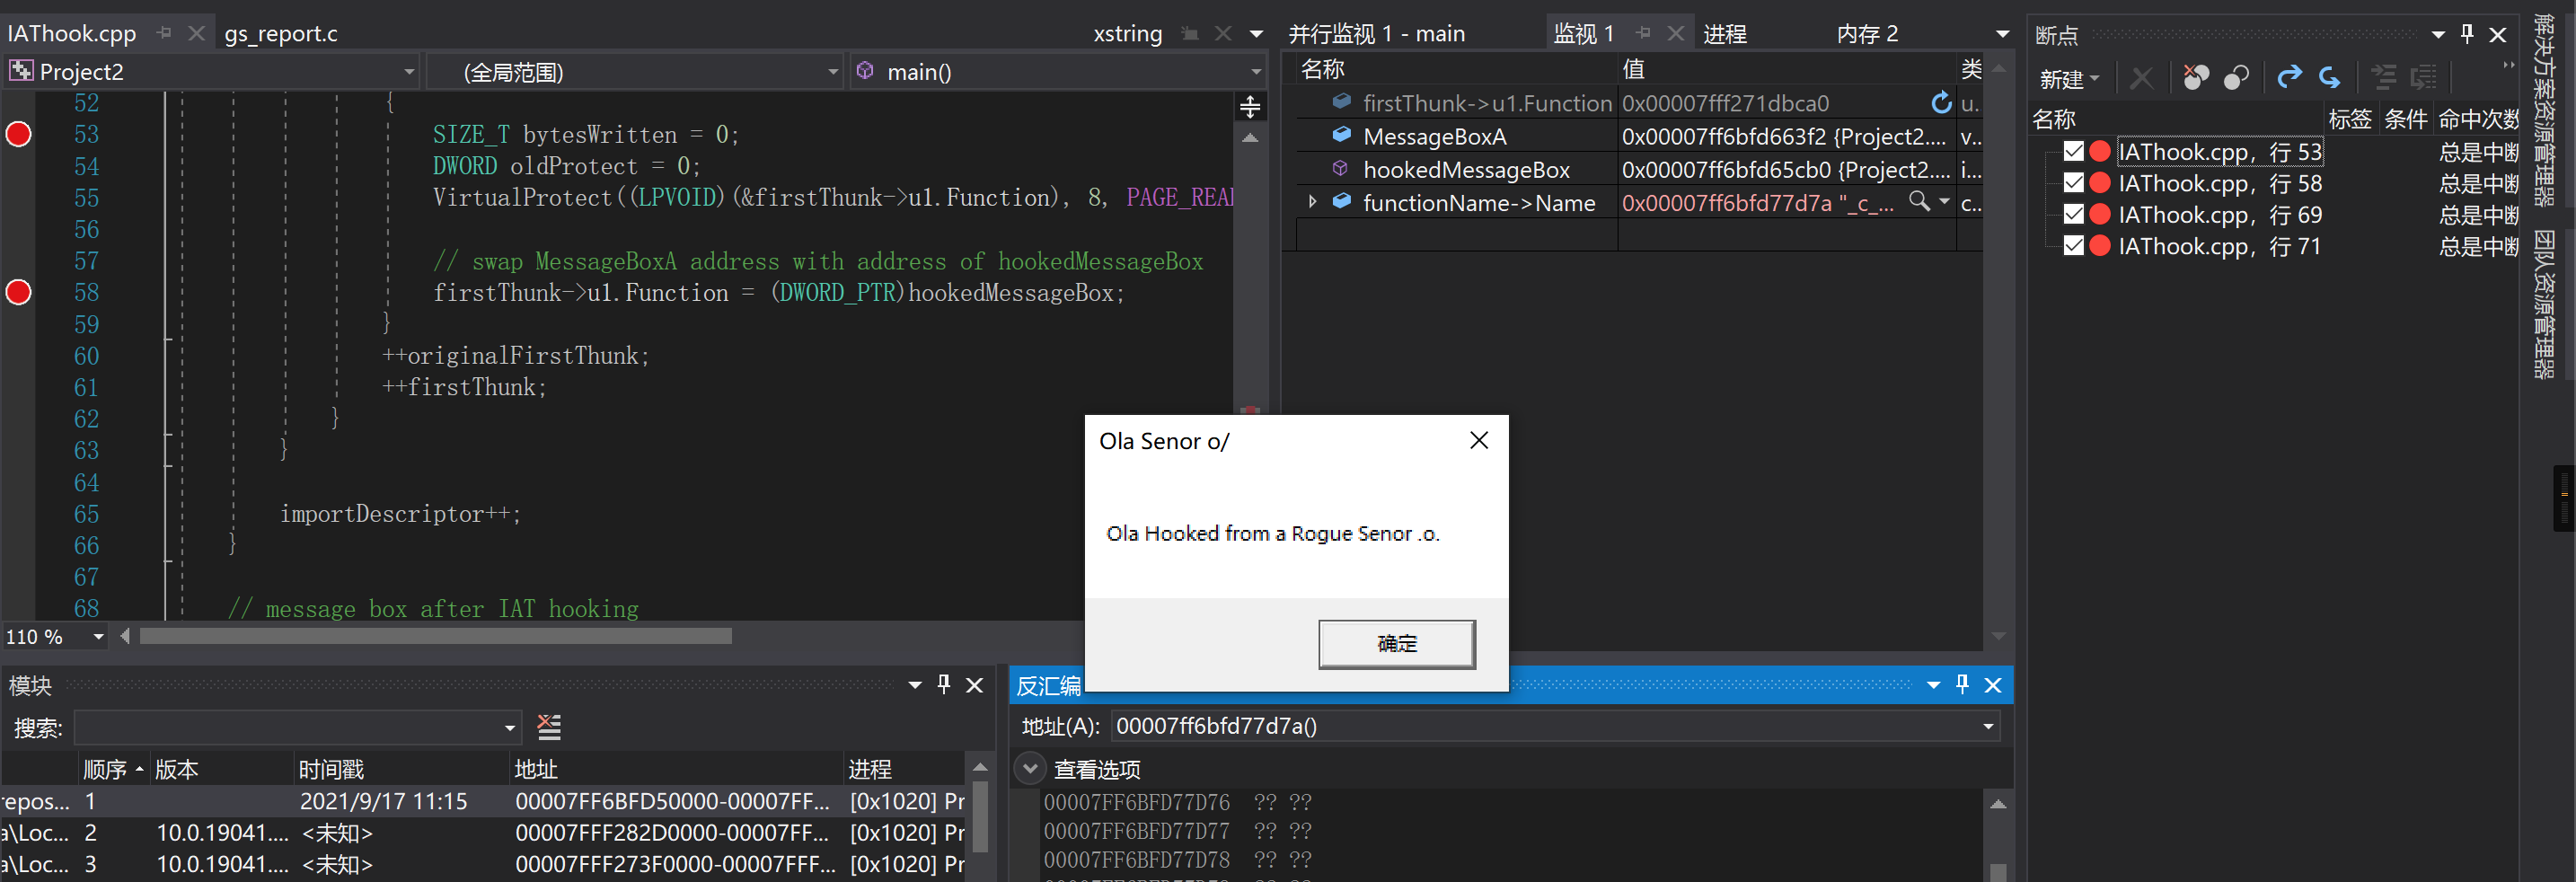 IAThook.cpp
gs_report.c
xstring
Project2
(全局范围)
main()
52 {
53 SIZE_T bytesWritten = 0;
54 DWORD oldProtect = 0;
55 VirtualProtect((LPVOID)(&firstThunk->u1.Function), 8, PAGE_REA
56
57 // swap MessageBoxA address with address of hookedMessageBox
58 firstThunk->u1.Function = (DWORD_PTR)hookedMessageBox;
59 }
60 ++originalFirstThunk;
61 ++firstThunk;
62 }
63 }
64
65 importDescriptor++;
66 }
67
68 // message box after IAT hooking
110 %
并行监视 1 - main
监视 1
进程
内存 2
名称 值 类
firstThunk->u1.Function 0x00007fff271dbca0 u.
MessageBoxA 0x00007ff6bfd663f2 {Project2.... v...
hookedMessageBox 0x00007ff6bfd65cb0 {Project2.... i...
functionName->Name 0x00007ff6bfd77d7a "_c_... c...
断点
新建
名称 标签 条件 命中次数
IAThook.cpp, 行 53 总是中断
IAThook.cpp, 行 58 总是中断
IAThook.cpp, 行 69 总是中断
IAThook.cpp, 行 71 总是中断
解决方案资源管理器
团队资源管理器
Ola Senor o/
Ola Hooked from a Rogue Senor .o.
确定
模块
搜索:
顺序 版本 时间戳 地址 进程
repos... 1 2021/9/17 11:15 00007FF6BFD50000-00007FF... [0x1020] Pr
a\Loc... 2 10.0.19041.... <未知> 00007FFF282D0000-00007FF... [0x1020] Pr
a\Loc... 3 10.0.19041.... <未知> 00007FFF273F0000-00007FFF... [0x1020] Pr
反汇编
地址(A): 00007ff6bfd77d7a()
查看选项
00007FF6BFD77D76 ?? ??
00007FF6BFD77D77 ?? ??
00007FF6BFD77D78 ?? ??